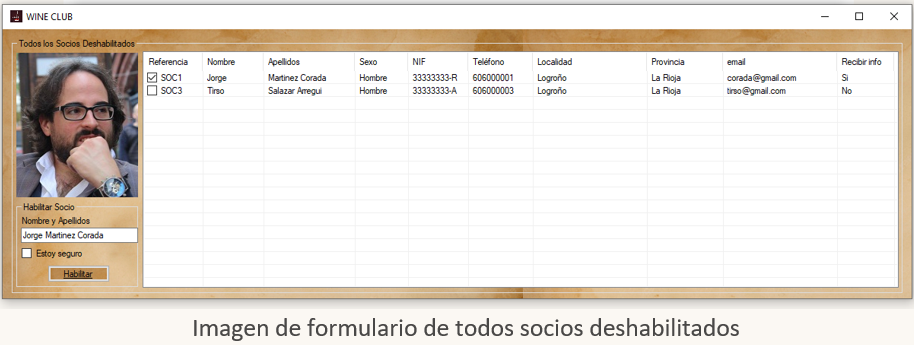 WINE CLUB
Todos los Socios Deshabilitados
Referencia Nombre Apellidos Sexo NIF Teléfono Localidad Provincia email Recibir info
SOC1 Jorge Martinez Corada Hombre 33333333-R 606000001 Logroño La Rioja corada@gmail.com Si
SOC3 Tirso Salazar Arregui Hombre 33333333-A 606000003 Logroño La Rioja tirso@gmail.com No
Habilitar Socio
Nombre y Apellidos
Jorge Martinez Corada
Estoy seguro
Habilitar
Imagen de formulario de todos socios deshabilitados